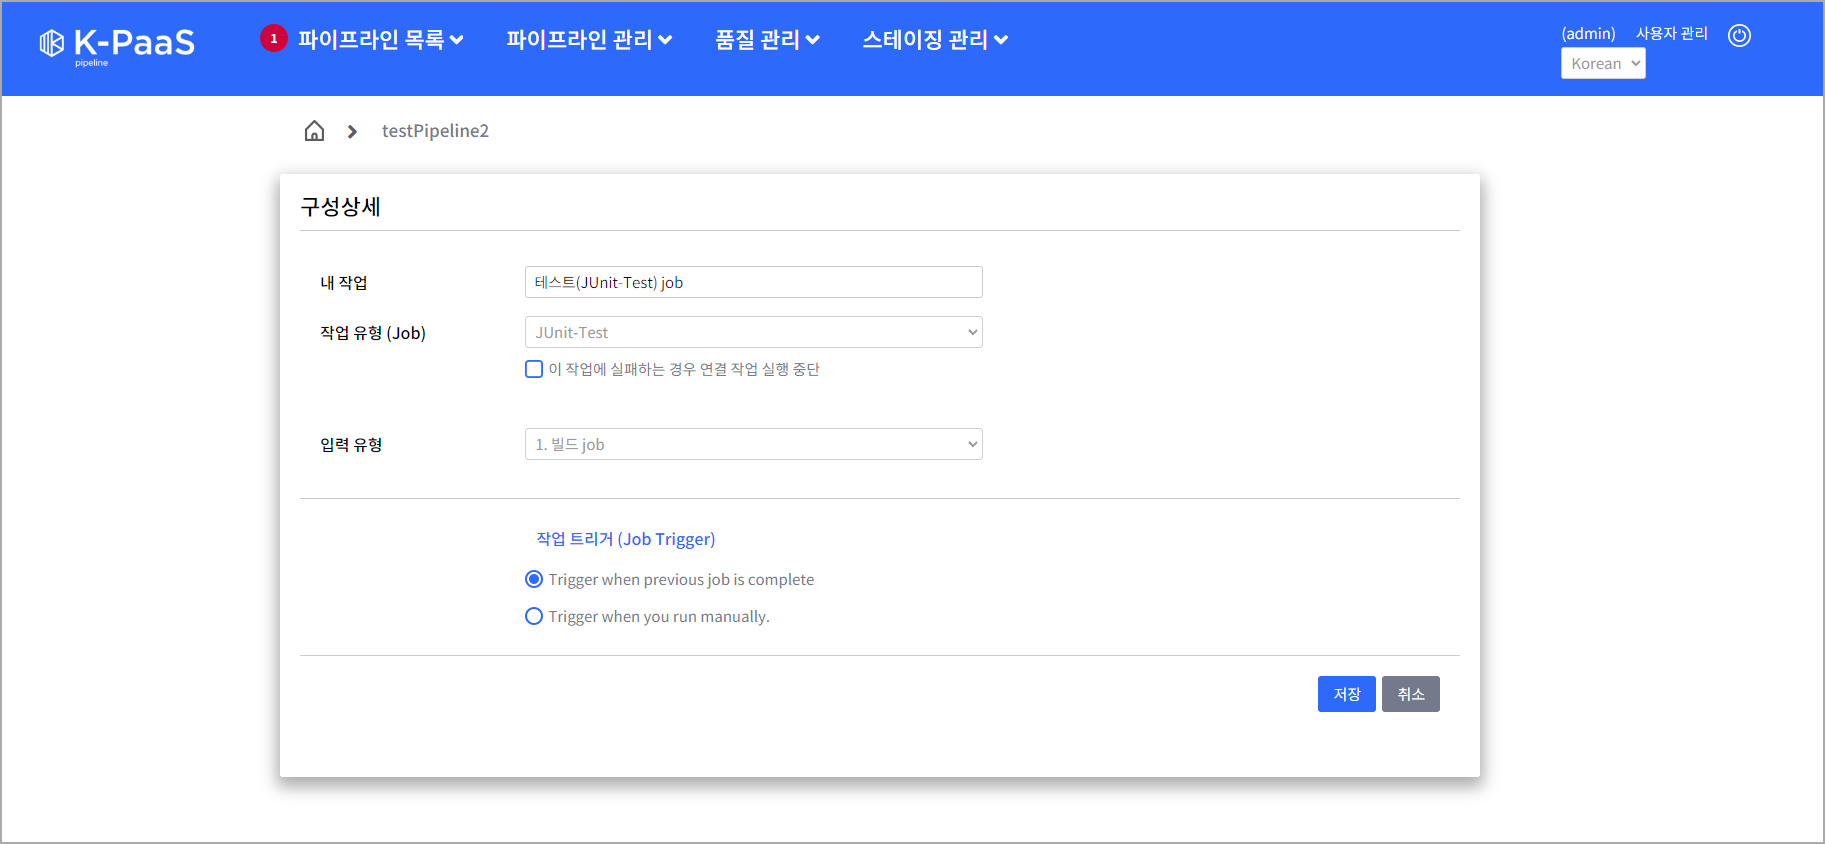 K-PaaS
pipeline
1 파이프라인 목록 파이프라인 관리 품질 관리 스테이징 관리
(admin) 사용자 관리
Korean
testPipeline2
구성상세
내 작업 테스트(JUnit-Test) job
작업 유형 (Job) JUnit-Test
이 작업에 실패하는 경우 연결 작업 실행 중단
입력 유형 1. 빌드 job
작업 트리거 (Job Trigger)
Trigger when previous job is complete
Trigger when you run manually.
저장 취소